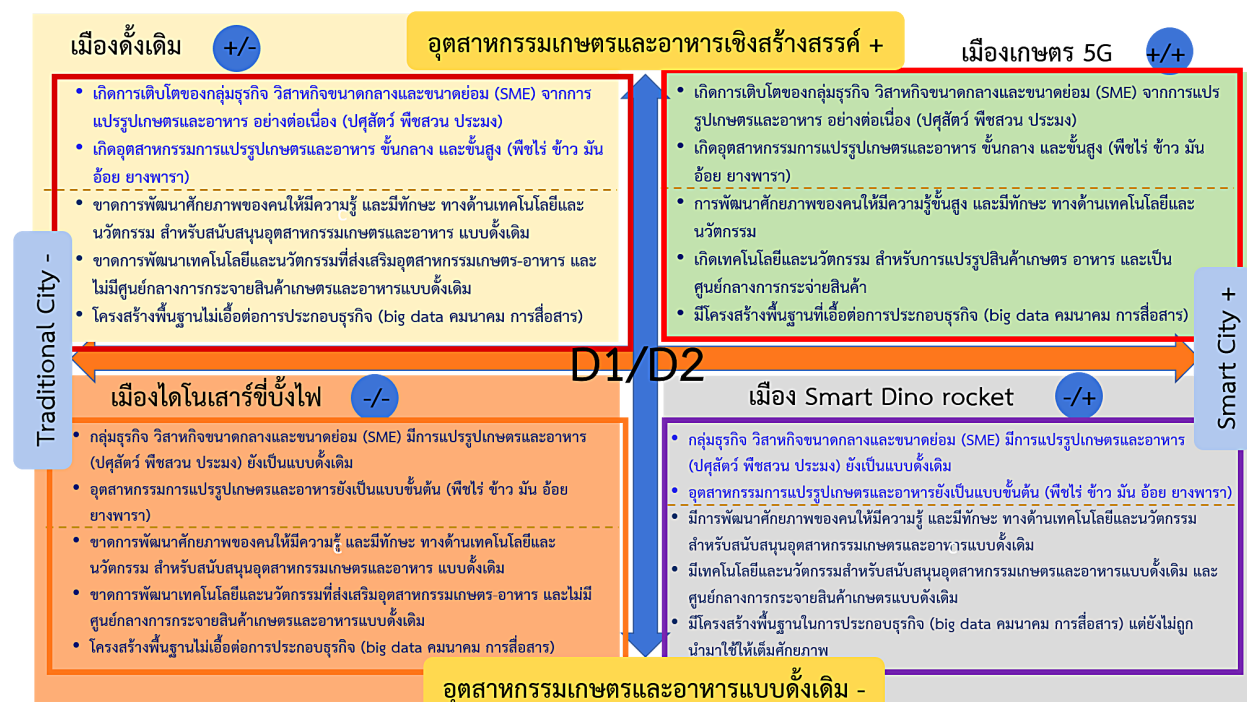 อุตสาหกรรมเกษตรและอาหารเชิงสร้างสรรค์ +
เมืองดั้งเดิม
+/-
• เกิดการเติบโตของกลุ่มธุรกิจ วิสาหกิจขนาดกลางและขนาดย่อม (SME) จากการ
แปรรูปเกษตรและอาหาร อย่างต่อเนื่อง (ปศุสัตว์ พืชสวน ประมง)
• เกิดอุตสาหกรรมการแปรรูปเกษตรและอาหาร ขั้นกลาง และขั้นสูง (พืชไร่ ข้าว มัน
อ้อย ยางพารา)
• ขาดการพัฒนาศักยภาพของคนให้มีความรู้ และมีทักษะ ทางด้านเทคโนโลยีและ
นวัตกรรม สำหรับสนับสนุนอุตสาหกรรมเกษตรและอาหาร แบบดั้งเดิม
• ขาดการพัฒนาเทคโนโลยีและนวัตกรรมที่ส่งเสริมอุตสาหกรรมเกษตร-อาหาร และ
ไม่มีศูนย์กลางการกระจายสินค้าเกษตรและอาหารแบบดั้งเดิม
• โครงสร้างพื้นฐานไม่เอื้อต่อการประกอบธุรกิจ (big data คมนาคม การสื่อสาร)
เมืองเกษตร 5G
+/+
• เกิดการเติบโตของกลุ่มธุรกิจ วิสาหกิจขนาดกลางและขนาดย่อม (SME) จากการแปร
รูปเกษตรและอาหาร อย่างต่อเนื่อง (ปศุสัตว์ พืชสวน ประมง)
• เกิดอุตสาหกรรมการแปรรูปเกษตรและอาหาร ขั้นกลาง และขั้นสูง (พืชไร่ ข้าว มัน
อ้อย ยางพารา)
• การพัฒนาศักยภาพของคนให้มีความรู้ขั้นสูง และมีทักษะ ทางด้านเทคโนโลยีและ
นวัตกรรม
• เกิดเทคโนโลยีและนวัตกรรม สำหรับการแปรรูปสินค้าเกษตร อาหาร และเป็น
ศูนย์กลางการกระจ่ายสินค้า
• มีโครงสร้างพื้นฐานที่เอื้อต่อการประกอบธุรกิจ (big data คมนาคม การสื่อสาร)
Traditional City -
D1/D2
Smart City +
เมืองไดโนเสาร์ขี่บั้งไฟ
-/-
• กลุ่มธุรกิจ วิสาหกิจขนาดกลางและขนาดย่อม (SME) มีการแปรรูปเกษตรและอาหาร
(ปศุสัตว์ พืชสวน ประมง) ยังเป็นแบบดั้งเดิม
• อุตสาหกรรมการแปรรูปเกษตรและอาหารยังเป็นแบบขั้นต้น (พืชไร่ ข้าว มัน อ้อย
ยางพารา)
• ขาดการพัฒนาศักยภาพของคนให้มีความรู้ และมีทักษะ ทางด้านเทคโนโลยีและ
นวัตกรรม สำหรับสนับสนุนอุตสาหกรรมเกษตรและอาหาร แบบดั้งเดิม
• ขาดการพัฒนาเทคโนโลยีและนวัตกรรมที่ส่งเสริมอุตสาหกรรมเกษตร-อาหาร และไม่มี
ศูนย์กลางการกระจายสินค้าเกษตรและอาหารแบบดั้งเดิม
• โครงสร้างพื้นฐานไม่เอื้อต่อการประกอบธุรกิจ (big data คมนาคม การสื่อสาร)
เมือง Smart Dino rocket
-/+
• กลุ่มธุรกิจ วิสาหกิจขนาดกลางและขนาดย่อม (SME) มีการแปรรูปเกษตรและอาหาร
(ปศุสัตว์ พืชสวน ประมง) ยังเป็นแบบดั้งเดิม
• อุตสาหกรรมการแปรรูปเกษตรและอาหารยังเป็นแบบขั้นต้น (พืชไร่ ข้าว มัน อ้อย ยางพารา)
• มีการพัฒนาศักยภาพของคนให้มีความรู้ และมีทักษะ ทางด้านเทคโนโลยีและนวัตกรรม
สำหรับสนับสนุนอุตสาหกรรมเกษตรและอาหารแบบดั้งเดิม
• มีเทคโนโลยีและนวัตกรรมสำหรับสนับสนุนอุตสาหกรรมเกษตรและอาหารแบบดั้งเดิม และ
ศูนย์กลางการกระจายสินค้าเกษตรแบบดังเดิม
• มีโครงสร้างพื้นฐานในการประกอบธุรกิจ (big data คมนาคม การสื่อสาร) แต่ยังไม่ถูก
นำมาใช้ให้เต็มศักยภาพ
อุตสาหกรรมเกษตรและอาหารแบบดั้งเดิม -